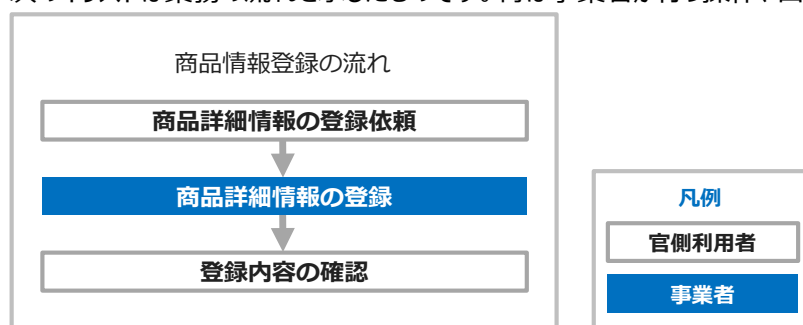 商品情報登録の流れ
商品詳細情報の登録依頼
商品詳細情報の登録
登録内容の確認
凡例
官側利用者
事業者